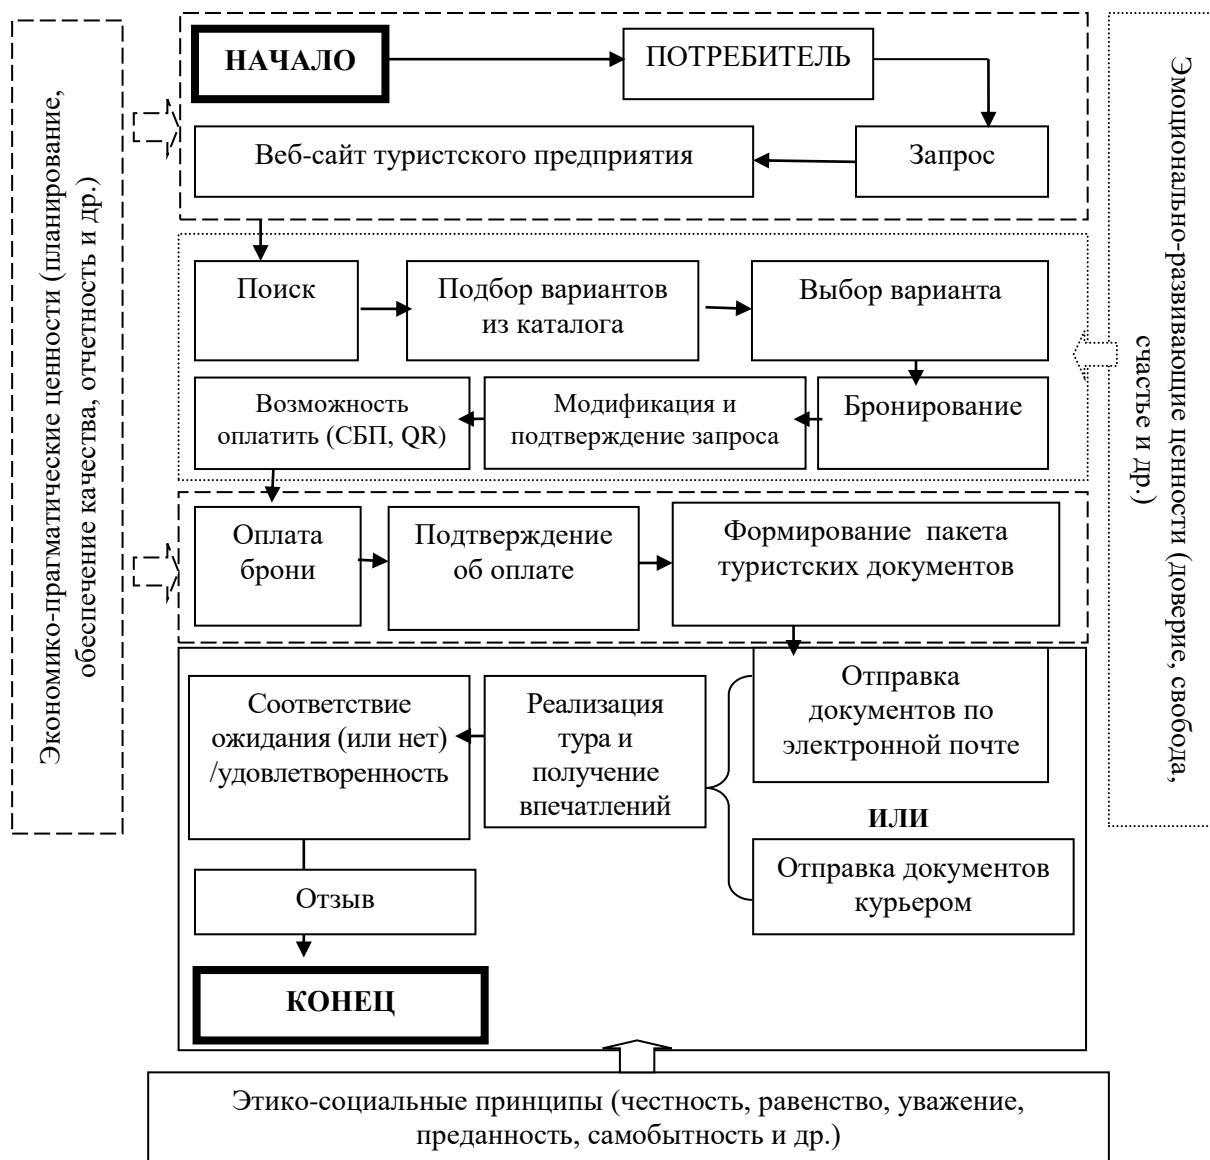 Экономико-прагматические ценности (планирование,
обеспечение качества, отчетность и др.)
НАЧАЛО
ПОТРЕБИТЕЛЬ
Веб-сайт туристского предприятия
Запрос
Поиск
Подбор вариантов
из каталога
Выбор варианта
Возможность
оплатить (СБП, QR)
Модификация и
подтверждение запроса
Бронирование
Оплата
брони
Подтверждение
об оплате
Формирование пакета
туристских документов
Соответствие
ожидания (или нет)
/удовлетворенность
Реализация
тура и
получение
впечатлений
Отправка
документов по
электронной почте
ИЛИ
Отправка документов
курьером
Отзыв
КОНЕЦ
Эмоционально-развивающие ценности (доверие, свобода,
счастье и др.)
Этико-социальные принципы (честность, равенство, уважение,
преданность, самобытность и др.)